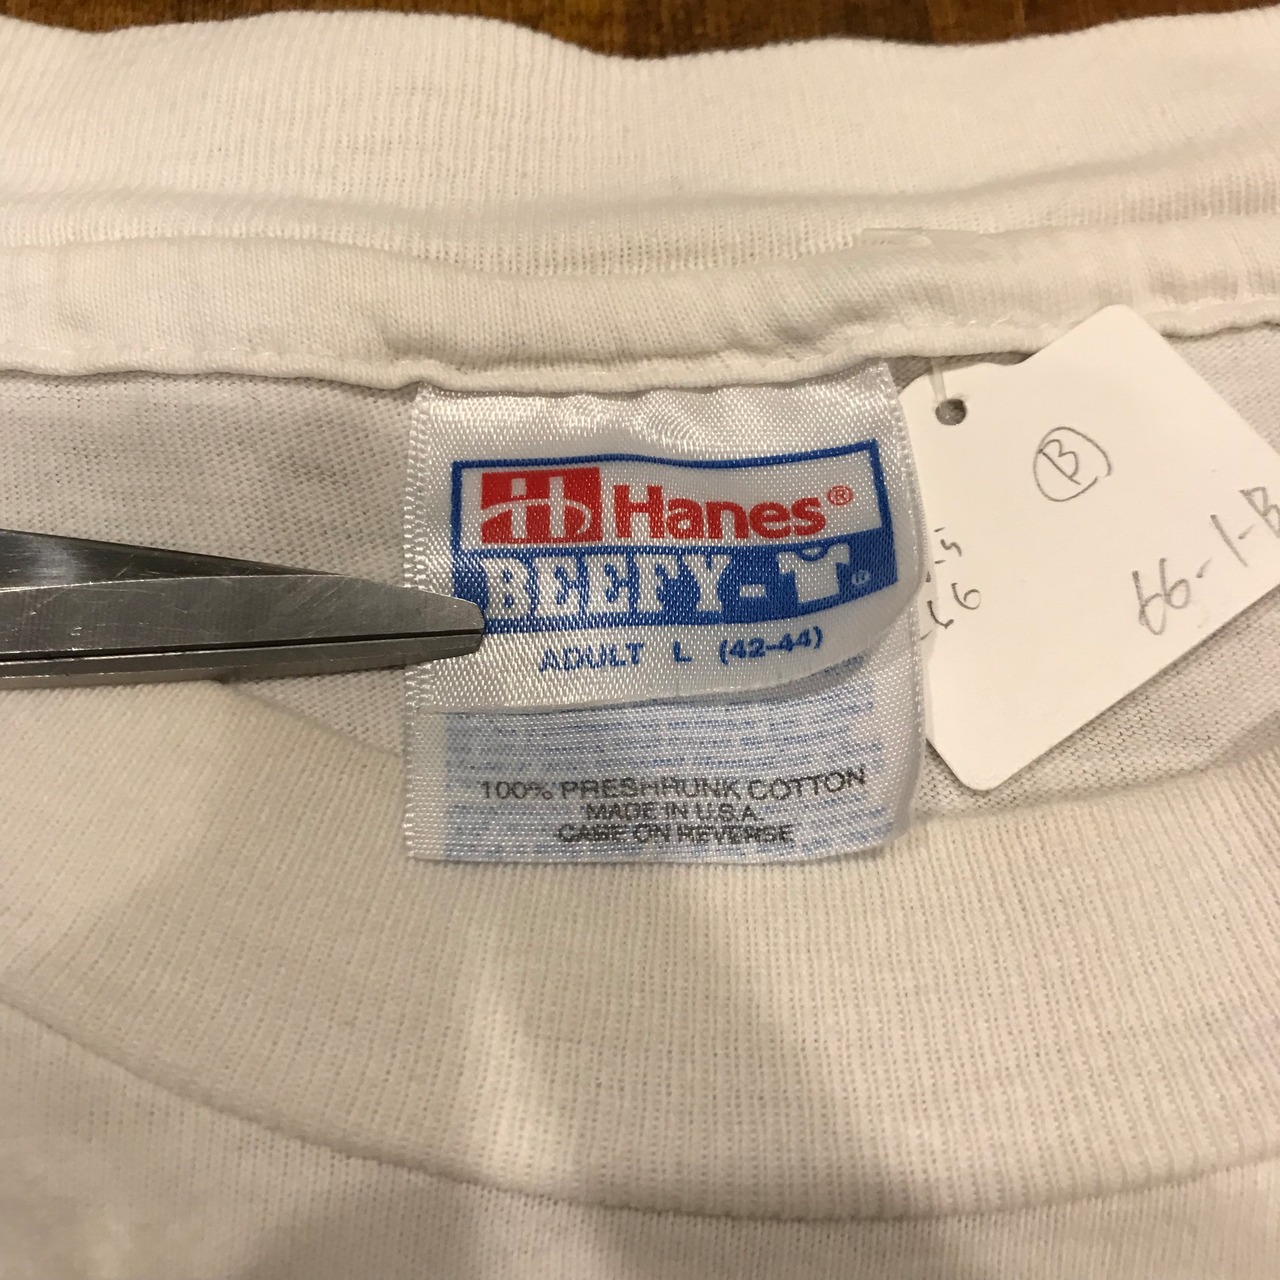 Hanes®
BEEFY-T®
ADULT L (42-44)
100% PRESHRUNK COTTON
MADE IN U.S.A.
CARE ON REVERSE
B
66-1-B